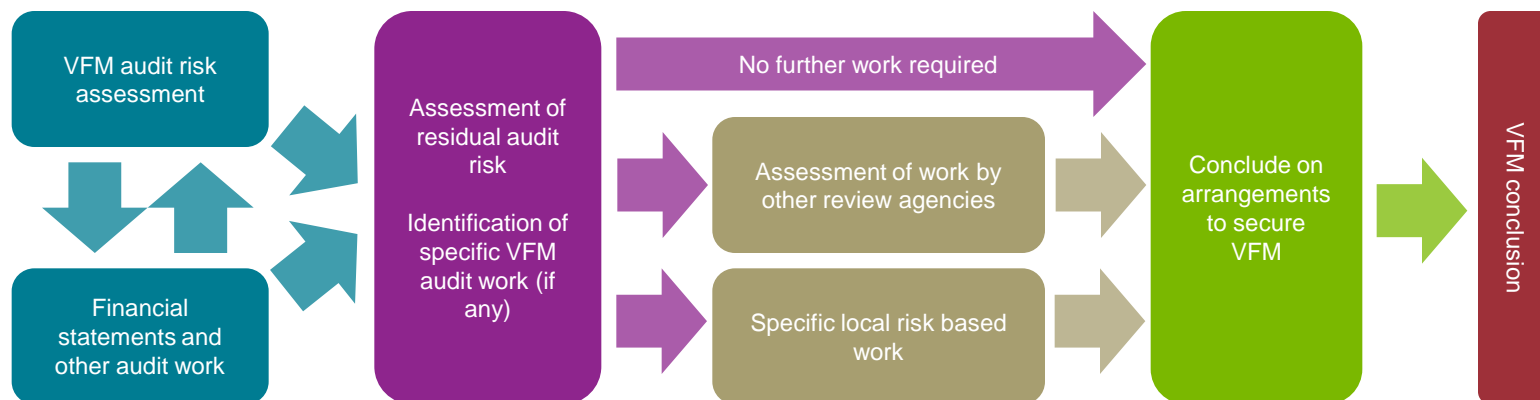 VFM audit risk
assessment
Financial
statements and
other audit work
Assessment of
residual audit
risk
Identification of
specific VFM
audit work (if
any)
No further work required
Assessment of work by
other review agencies
Specific local risk based
work
Conclude on
arrangements
to secure
VFM
VFM conclusion